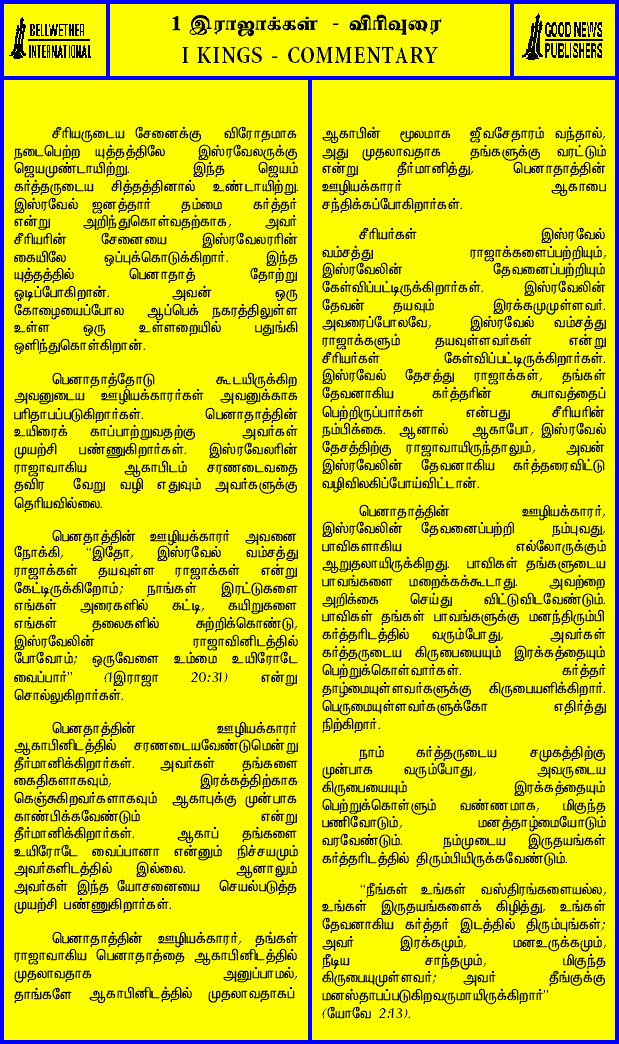 BELLWETHER
INTERNATIONAL
1 இராஜாக்கள் - விரிவுரை
I KINGS - COMMENTARY
GOOD NEWS
PUBLISHERS
சீரியருடைய சேனைக்கு விரோதமாக
நடைபெற்ற யுத்தத்திலே இஸ்ரவேலருக்கு
ஜெயமுண்டாயிற்று. இந்த ஜெயம்
கர்த்தருடைய சித்தத்தினால் உண்டாயிற்று.
இஸ்ரவேல் ஜனத்தார் தம்மை கர்த்தர்
என்று அறிந்துகொள்வதற்காக, அவர்
சீரியரின் சேனையை இஸ்ரவேலரின்
கையிலே ஒப்புக்கொடுக்கிறார். இந்த
யுத்தத்தில் பெனாதாத் தோற்று
ஓடிப்போகிறான். அவன் ஒரு
கோழையைப்போல ஆப்பெக் நகரத்திலுள்ள
உள்ள ஒரு உள்ளறையில் பதுங்கி
ஒளிந்துகொள்கிறான்.
பெனாதாத்தோடு கூடயிருக்கிற
அவனுடைய ஊழியக்காரர்கள் அவனுக்காக
பரிதாபப்படுகிறார்கள். பெனாதாத்தின்
உயிரைக் காப்பாற்றுவதற்கு அவர்கள்
முயற்சி பண்ணுகிறார்கள். இஸ்ரவேலரின்
ராஜாவாகிய ஆகாபிடம் சரணடைவதை
தவிர வேறு வழி எதுவும் அவர்களுக்கு
தெரியவில்லை.
பெனதாத்தின் ஊழியக்காரர் அவனை
நோக்கி, "இதோ, இஸ்ரவேல் வம்சத்து
ராஜாக்கள் தயவுள்ள ராஜாக்கள் என்று
கேட்டிருக்கிறோம்; நாங்கள் இரட்டுகளை
எங்கள் அரைகளில் கட்டி, கயிறுகளை
எங்கள் தலைகளில் சுற்றிக்கொண்டு,
இஸ்ரவேலின் ராஜாவினிடத்தில்
போவோம்; ஒருவேளை உம்மை உயிரோடே
வைப்பார்" (1இராஜா 20:31) என்று
சொல்லுகிறார்கள்.
பெனதாத்தின் ஊழியக்காரர்
ஆகாபினிடத்தில் சரணடையவேண்டுமென்று
தீர்மானிக்கிறார்கள். அவர்கள் தங்களை
கைதிகளாகவும், இரக்கத்திற்காக
கெஞ்சுகிறவர்களாகவும் ஆகாபுக்கு முன்பாக
காண்பிக்கவேண்டும் என்று
தீர்மானிக்கிறார்கள். ஆகாப் தங்களை
உயிரோடே வைப்பானா என்னும் நிச்சயமும்
அவர்களிடத்தில் இல்லை. ஆனாலும்
அவர்கள் இந்த யோசனையை செயல்படுத்த
முயற்சி பண்ணுகிறார்கள்.
பெனாதாத்தின் ஊழியக்காரர், தங்கள்
ராஜாவாகிய பெனாதாத்தை ஆகாபினிடத்தில்
முதலாவதாக அனுப்பாமல்,
தாங்களே ஆகாபினிடத்தில் முதலாவதாகப்
ஆகாபின் மூலமாக ஜீவசேதாரம் வந்தால்,
அது முதலாவதாக தங்களுக்கு வரட்டும்
என்று தீர்மானித்து, பெனாதாத்தின்
ஊழியக்காரர் ஆகாபை
சந்திக்கப்போகிறார்கள்.
சீரியர்கள் இஸ்ரவேல்
வம்சத்து ராஜாக்களைப்பற்றியும்,
இஸ்ரவேலின் தேவனைப்பற்றியும்
கேள்விப்பட்டிருக்கிறார்கள். இஸ்ரவேலின்
தேவன் தயவும் இரக்கமுமுள்ளவர்.
அவரைப்போலவே, இஸ்ரவேல் வம்சத்து
ராஜாக்களும் தயவுள்ளவர்கள் என்று
சீரியர்கள் கேள்விப்பட்டிருக்கிறார்கள்.
இஸ்ரவேல் தேசத்து ராஜாக்கள், தங்கள்
தேவனாகிய கர்த்தரின் சுபாவத்தைப்
பெற்றிருப்பார்கள் என்பது சீரியரின்
நம்பிக்கை. ஆனால் ஆகாபோ, இஸ்ரவேல்
தேசத்திற்கு ராஜாவாயிருந்தாலும், அவன்
இஸ்ரவேலின் தேவனாகிய கர்த்தரைவிட்டு
வழிவிலகிப்போய்விட்டான்.
பெனாதாத்தின் ஊழியக்காரர்,
இஸ்ரவேலின் தேவனைப்பற்றி நம்புவது,
பாவிகளாகிய எல்லோருக்கும்
ஆறுதலாயிருக்கிறது. பாவிகள் தங்களுடைய
பாவங்களை மறைக்கக்கூடாது. அவற்றை
அறிக்கை செய்து விட்டுவிடவேண்டும்.
பாவிகள் தங்கள் பாவங்களுக்கு மனந்திரும்பி
கர்த்தரிடத்தில் வரும்போது, அவர்கள்
கர்த்தருடைய கிருபையையும் இரக்கத்தையும்
பெற்றுக்கொள்வார்கள். கர்த்தர்
தாழ்மையுள்ளவர்களுக்கு கிருபையளிக்கிறார்.
பெருமையுள்ளவர்களுக்கோ எதிர்த்து
நிற்கிறார்.
நாம் கர்த்தருடைய சமுகத்திற்கு
முன்பாக வரும்போது, அவருடைய
கிருபையையும் இரக்கத்தையும்
பெற்றுக்கொள்ளும் வண்ணமாக, மிகுந்த
பணிவோடும், மனத்தாழ்மையோடும்
வரவேண்டும். நம்முடைய இருதயங்கள்
கர்த்தரிடத்தில் திரும்பியிருக்கவேண்டும்.
"நீங்கள் உங்கள் வஸ்திரங்களையல்ல,
உங்கள் இருதயங்களைக் கிழித்து, உங்கள்
தேவனாகிய கர்த்தர் இடத்தில் திரும்புங்கள்;
அவர் இரக்கமும், மனஉருக்கமும்,
நீடிய சாந்தமும், மிகுந்த
கிருபையுமுள்ளவர்; அவர் தீங்குக்கு
மனஸ்தாபப்படுகிறவருமாயிருக்கிறார்"
(யோவே 2:13).